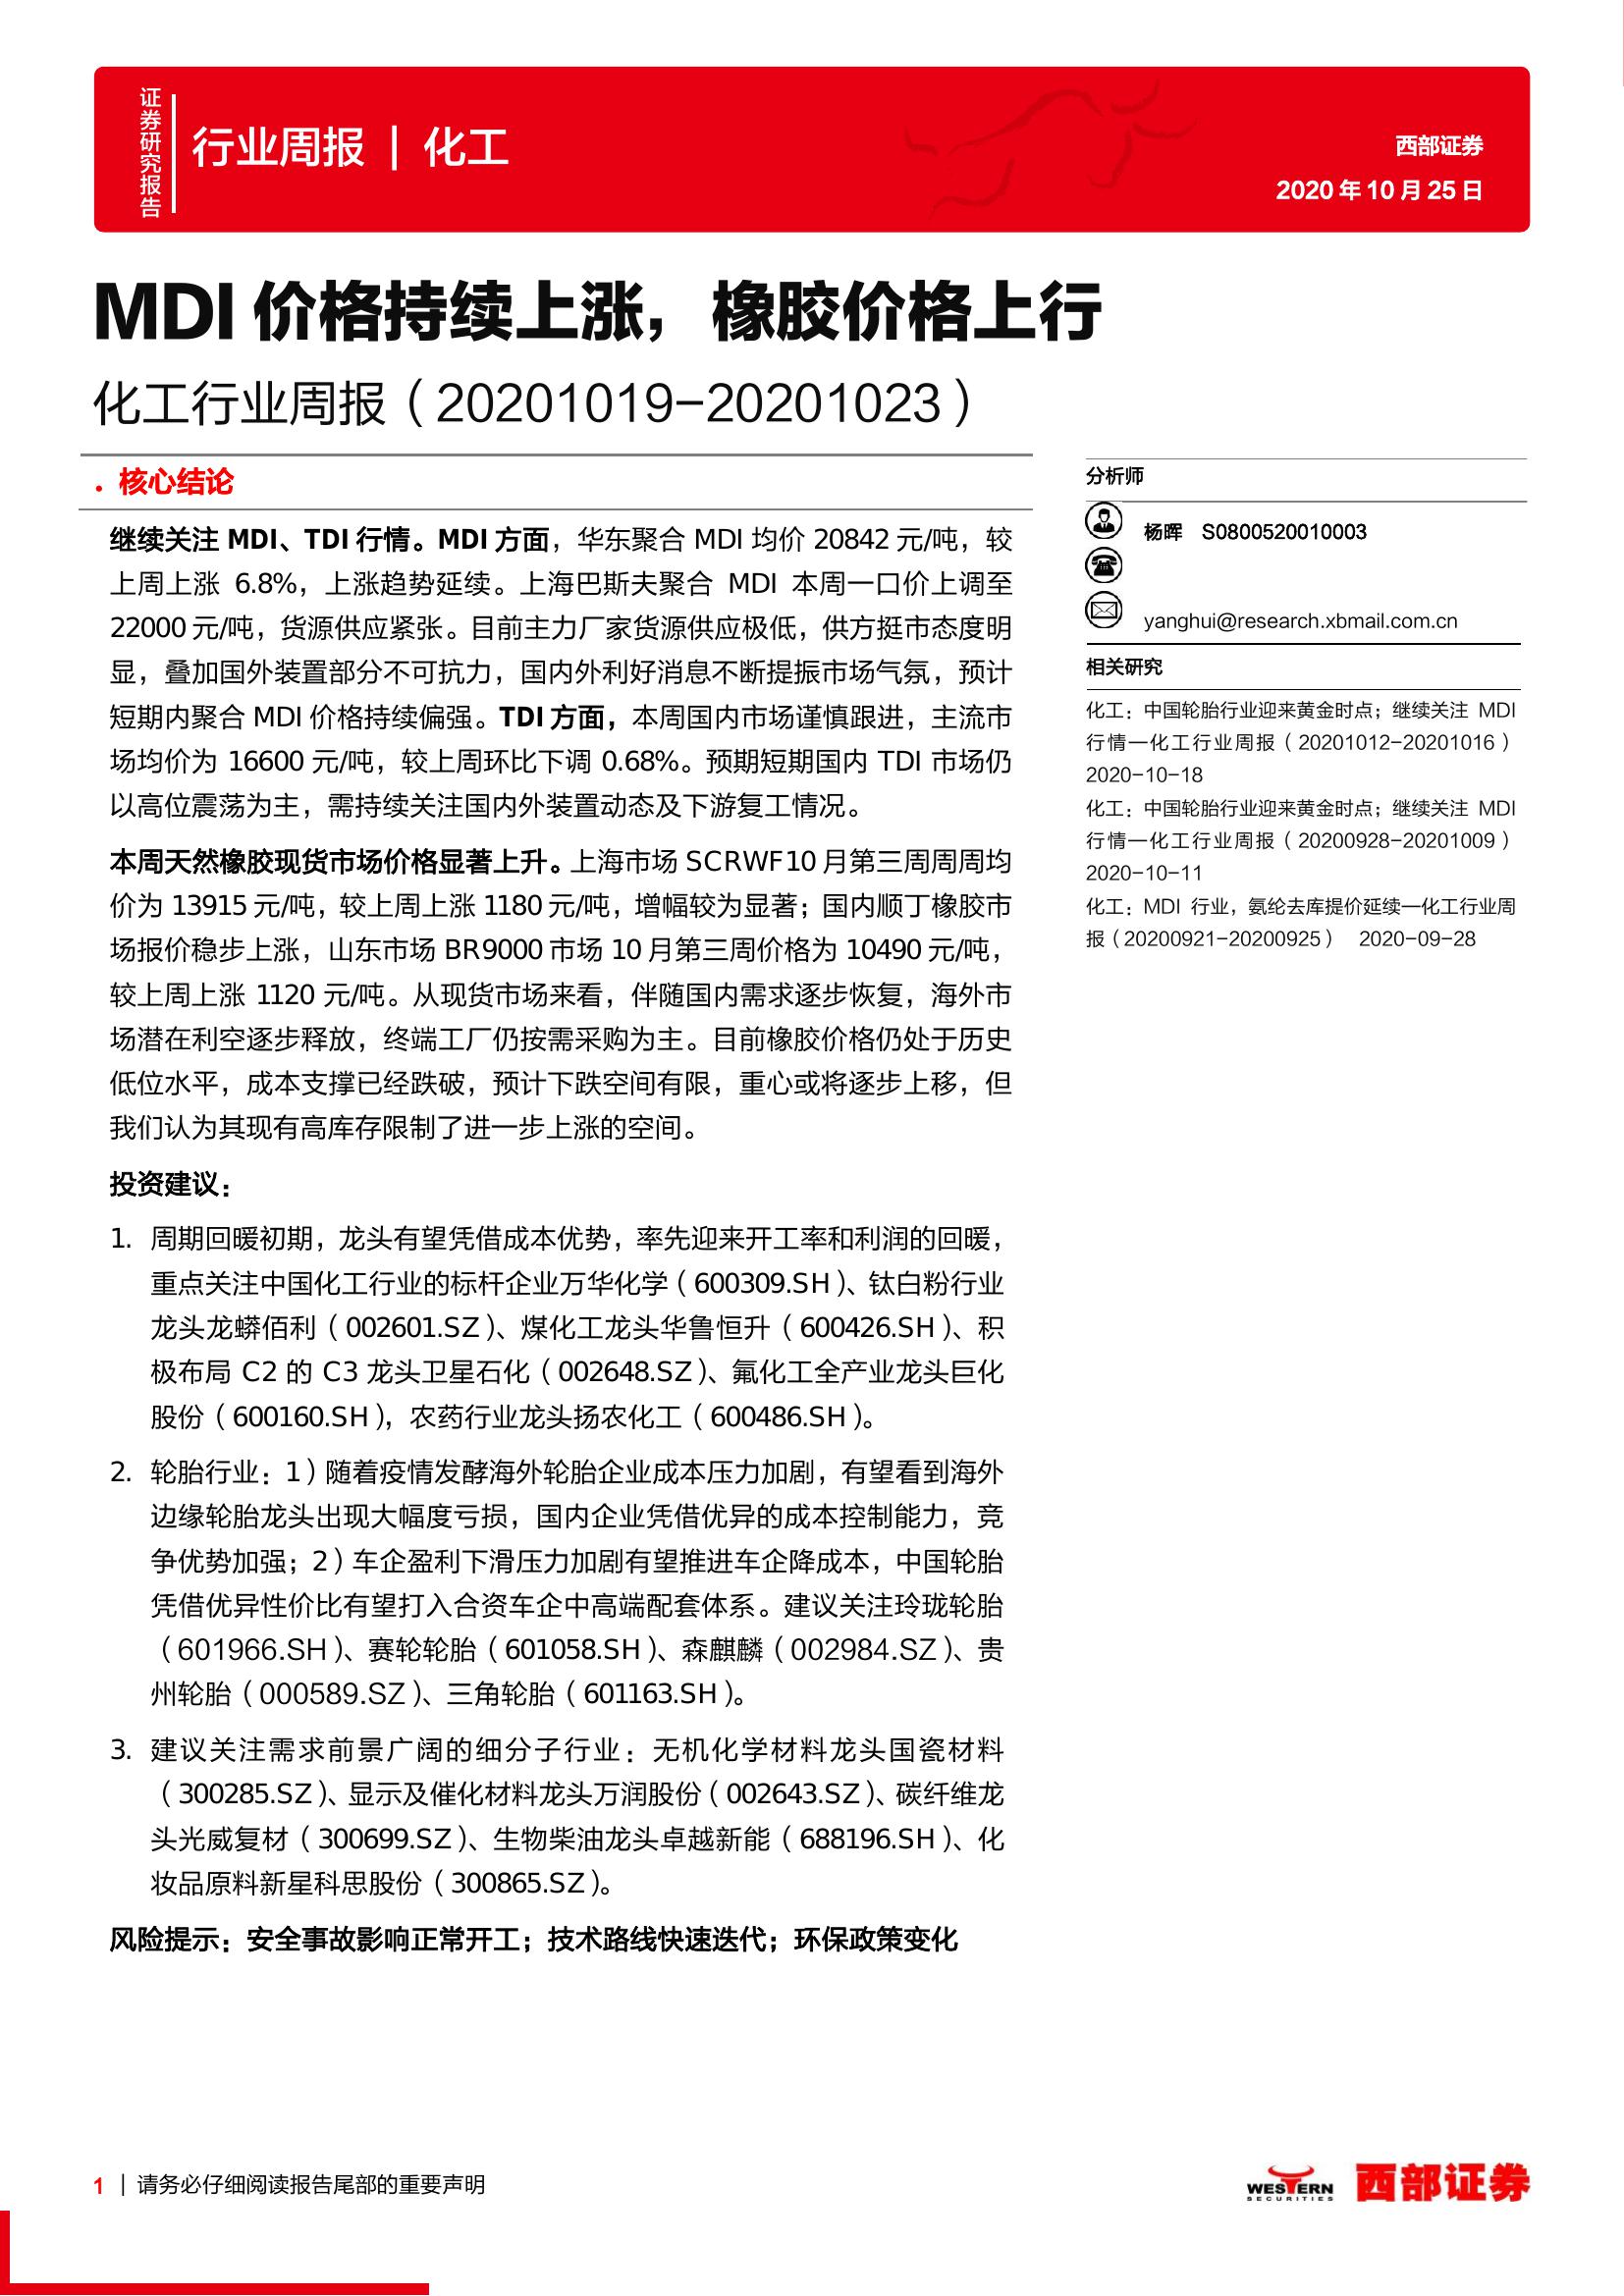 证券研究报告
行业周报 | 化工
西部证券
2020 年 10 月 25 日
MDI 价格持续上涨，橡胶价格上行
化工行业周报（20201019-20201023）
• 核心结论
继续关注 MDI、TDI 行情。MDI 方面，华东聚合 MDI 均价 20842 元/吨，较
上周上涨 6.8%，上涨趋势延续。上海巴斯夫聚合 MDI 本周一口价上调至
22000 元/吨，货源供应紧张。目前主力厂家货源供应极低，供方挺市态度明
显，叠加国外装置部分不可抗力，国内外利好消息不断提振市场气氛，预计
短期内聚合 MDI 价格持续偏强。TDI 方面，本周国内市场谨慎跟进，主流市
场均价为 16600 元/吨，较上周环比下调 0.68%。预期短期国内 TDI 市场仍
以高位震荡为主，需持续关注国内外装置动态及下游复工情况。
本周天然橡胶现货市场价格显著上升。上海市场 SCRWF10 月第三周周周均
价为 13915 元/吨，较上周上涨 1180 元/吨，增幅较为显著；国内顺丁橡胶市
场报价稳步上涨，山东市场 BR9000 市场 10 月第三周价格为 10490 元/吨，
较上周上涨 1120 元/吨。从现货市场来看，伴随国内需求逐步恢复，海外市
场潜在利空逐步释放，终端工厂仍按需采购为主。目前橡胶价格仍处于历史
低位水平，成本支撑已经跌破，预计下跌空间有限，重心或将逐步上移，但
我们认为其现有高库存限制了进一步上涨的空间。
投资建议：
1. 周期回暖初期，龙头有望凭借成本优势，率先迎来开工率和利润的回暖，
重点关注中国化工行业的标杆企业万华化学（600309.SH）、钛白粉行业
龙头龙蟒佰利（002601.SZ）、煤化工龙头华鲁恒升（600426.SH）、积
极布局 C2 的 C3 龙头卫星石化（002648.SZ）、氟化工全产业龙头巨化
股份（600160.SH），农药行业龙头扬农化工（600486.SH）。
2. 轮胎行业：1）随着疫情发酵海外轮胎企业成本压力加剧，有望看到海外
边缘轮胎龙头出现大幅度亏损，国内企业凭借优异的成本控制能力，竞
争优势加强；2）车企盈利下滑压力加剧有望推进车企降成本，中国轮胎
凭借优异性价比有望打入合资车企中高端配套体系。建议关注玲珑轮胎
（601966.SH）、赛轮轮胎（601058.SH）、森麒麟（002984.SZ）、贵
州轮胎（000589.SZ）、三角轮胎（601163.SH）。
3. 建议关注需求前景广阔的细分子行业：无机化学材料龙头国瓷材料
（300285.SZ）、显示及催化材料龙头万润股份（002643.SZ）、碳纤维龙
头光威复材（300699.SZ）、生物柴油龙头卓越新能（688196.SH）、化
妆品原料新星科思股份（300865.SZ）。
风险提示：安全事故影响正常开工；技术路线快速迭代；环保政策变化
分析师
杨晖 S0800520010003
yanghui@research.xbmail.com.cn
相关研究
化工：中国轮胎行业迎来黄金时点；继续关注 MDI
行情—化工行业周报（20201012-20201016）
2020-10-18
化工：中国轮胎行业迎来黄金时点；继续关注 MDI
行情—化工行业周报（20200928-20201009）
2020-10-11
化工：MDI 行业，氨纶去库提价延续—化工行业周
报（20200921-20200925） 2020-09-28
1 | 请务必仔细阅读报告尾部的重要声明
WESTERN
SECURITIES
西部证券